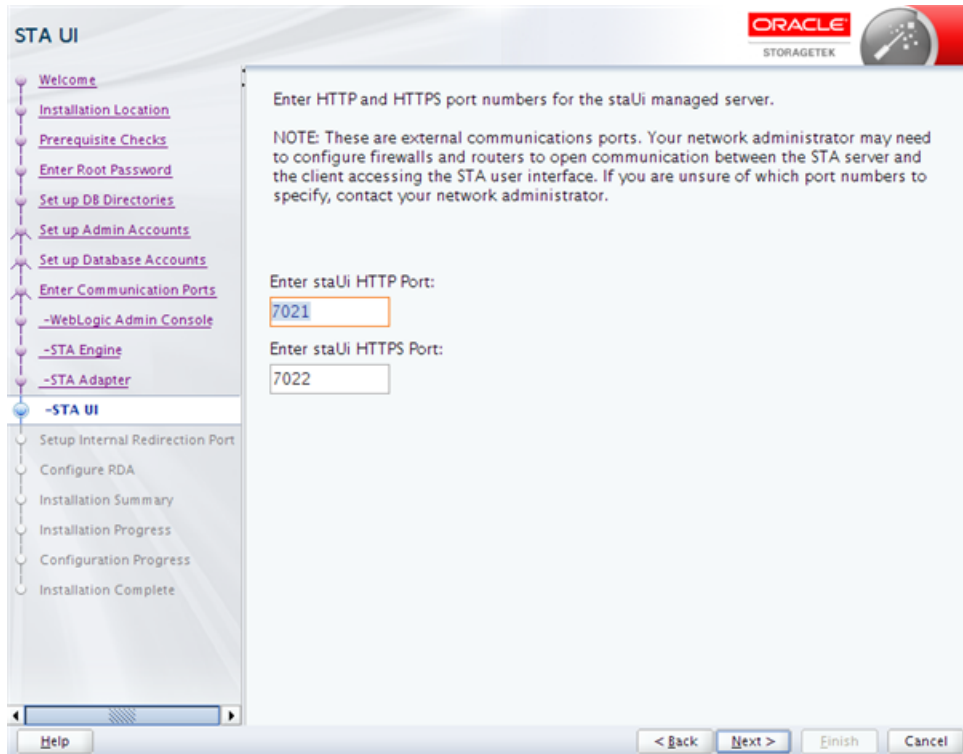 STA UI
ORACLE
STORAGETEK
Welcome
Installation Location
Prerequisite Checks
Enter Root Password
Set up DB Directories
Set up Admin Accounts
Set up Database Accounts
Enter Communication Ports
-WebLogic Admin Console
-STA Engine
-STA Adapter
-STA UI
Setup Internal Redirection Port
Configure RDA
Installation Summary
Installation Progress
Configuration Progress
Installation Complete
Enter HTTP and HTTPS port numbers for the staUi managed server.
NOTE: These are external communications ports. Your network administrator may need
to configure firewalls and routers to open communication between the STA server and
the client accessing the STA user interface. If you are unsure of which port numbers to
specify, contact your network administrator.
Enter staUi HTTP Port:
7021
Enter staUi HTTPS Port:
7022
Help
< Back
Next >
Finish
Cancel